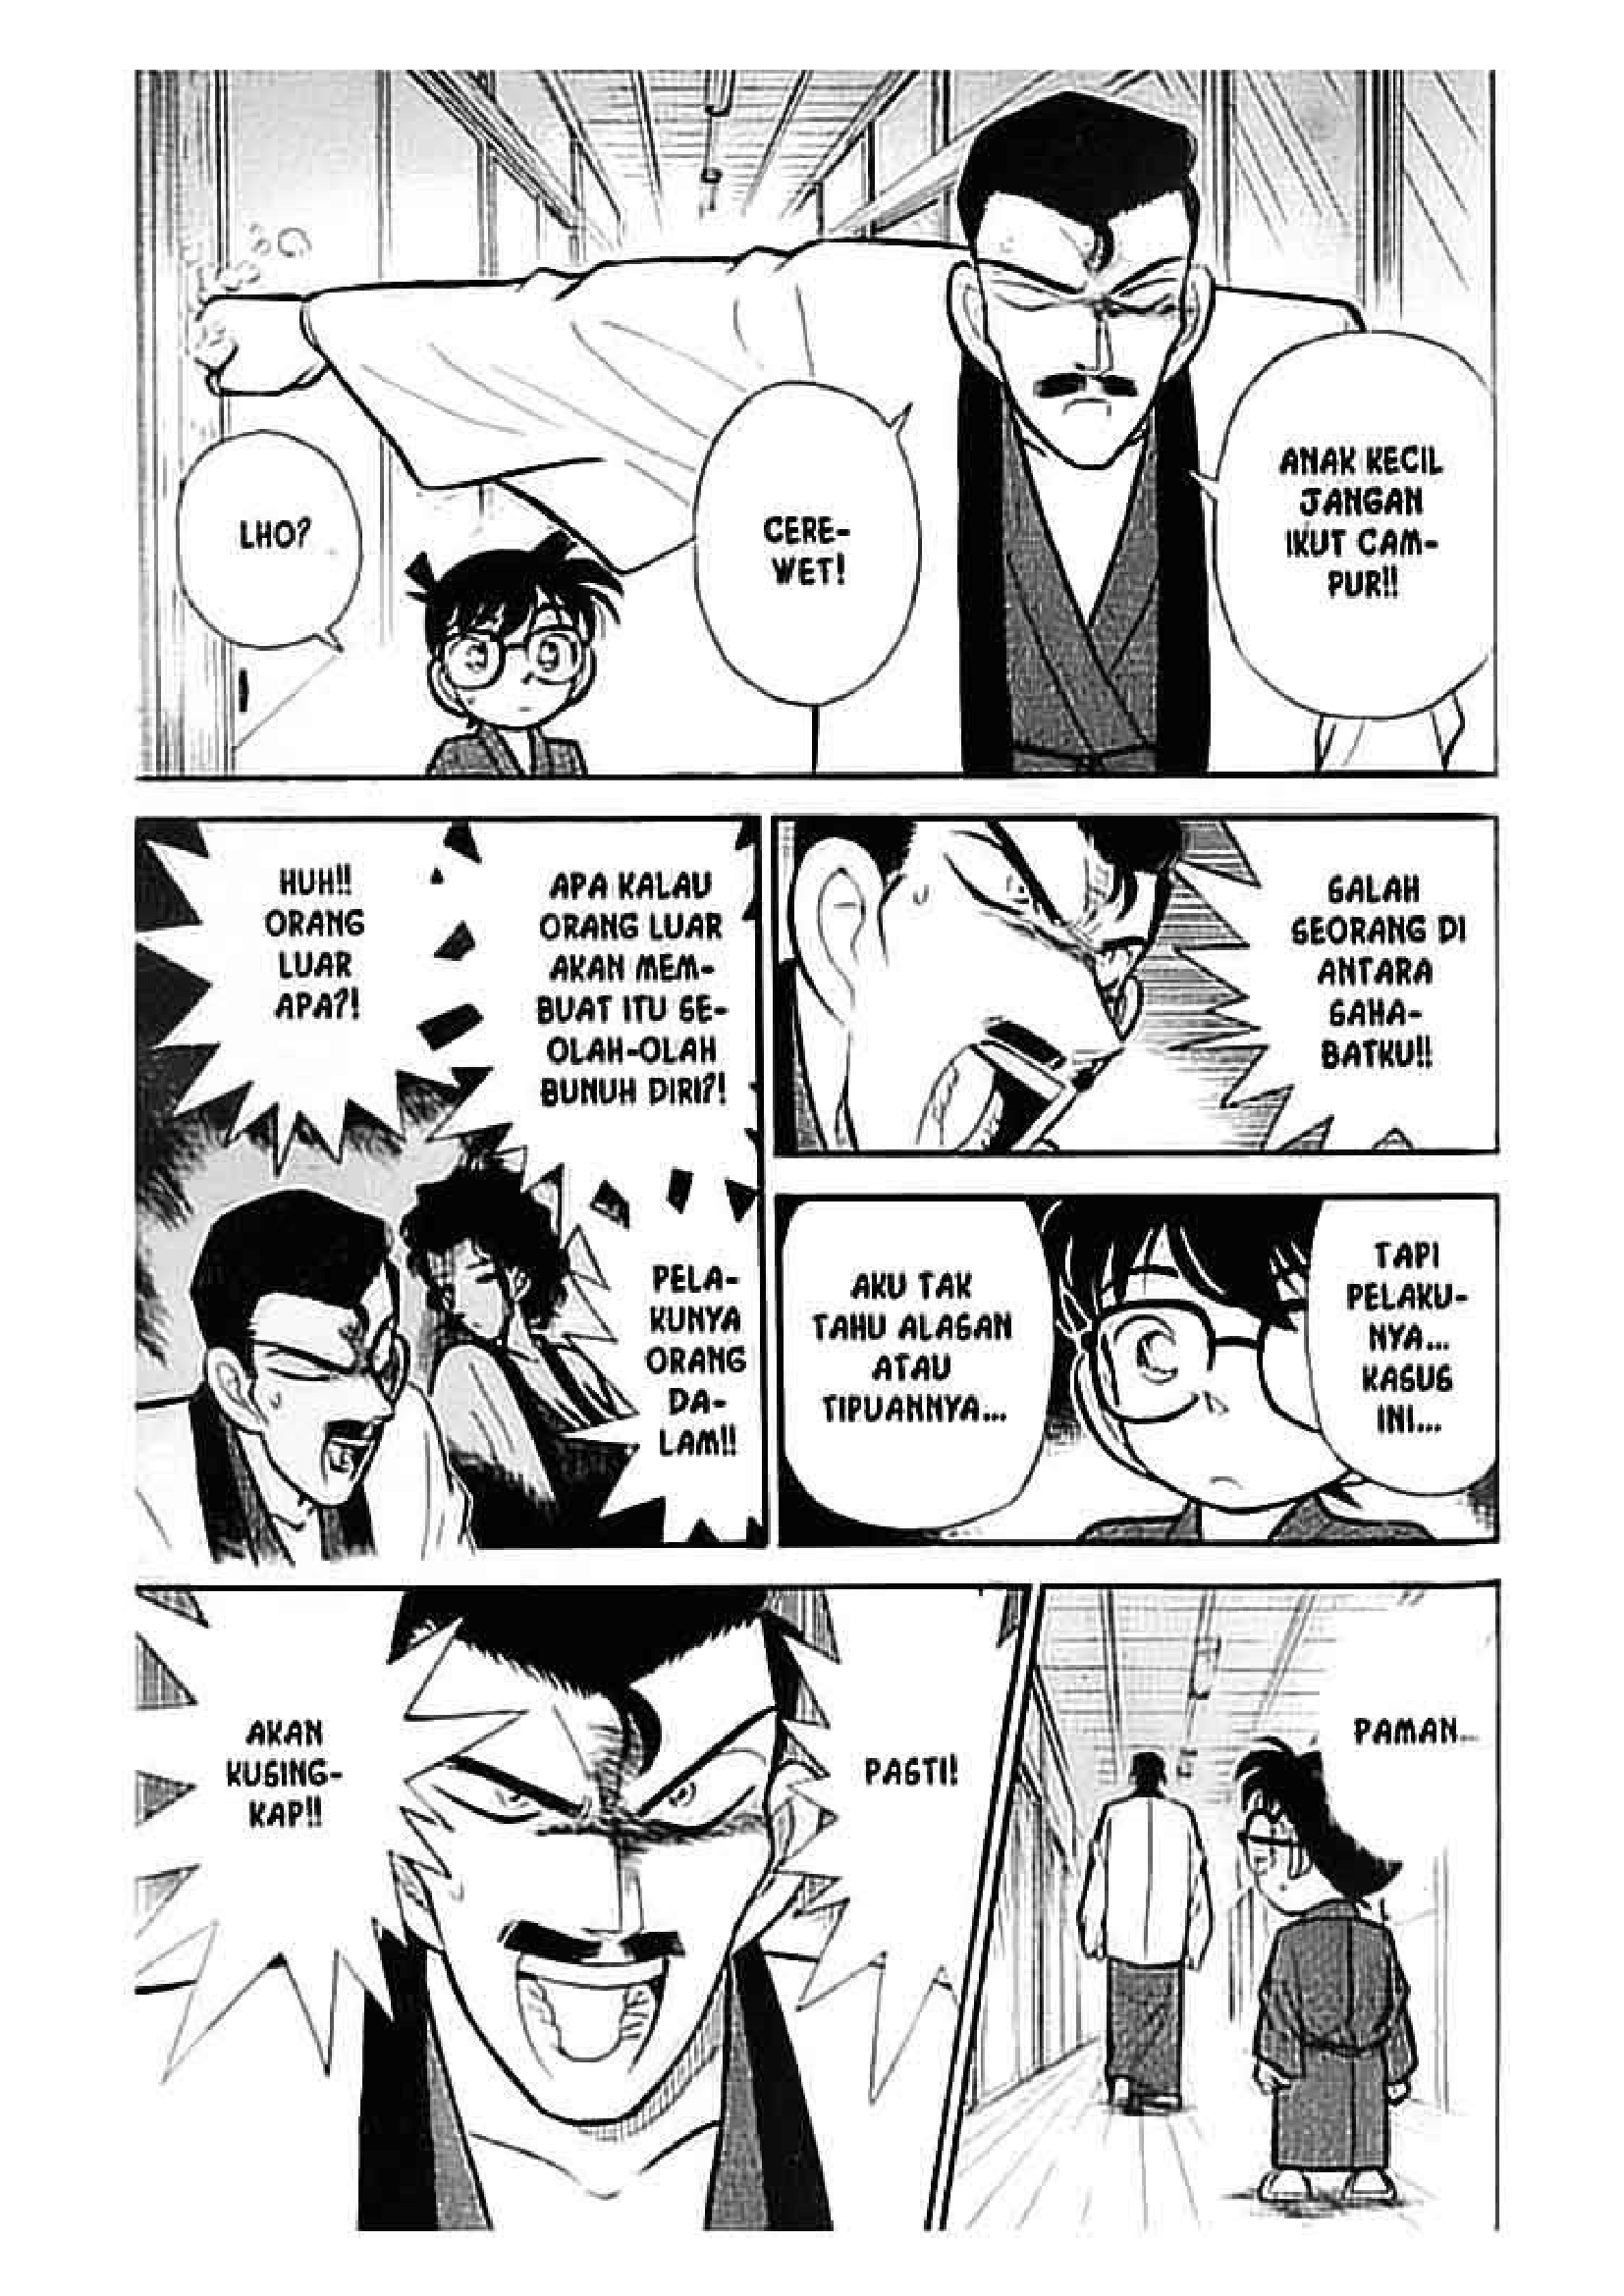 LHO?
CERE-
WET!
ANAK KECIL
JANGAN
IKUT CAM-
PUR!!
HUH!!
ORANG
LUAR
APA?!
APA KALAU
ORANG LUAR
AKAN MEM-
BUAT ITU SE-
OLAH-OLAH
BUNUH DIRI?!
PELA-
KUNYA
ORANG
DA-
LAM!!
SALAH
SEORANG DI
ANTARA
SAHA-
BATKU!!
AKU TAK
TAHU ALASAN
ATAU
TIPUANNYA...
TAPI
PELAKU-
NYA...
KASUS
INI...
AKAN
KUSING-
KAP!!
PASTI!
PAMAN...